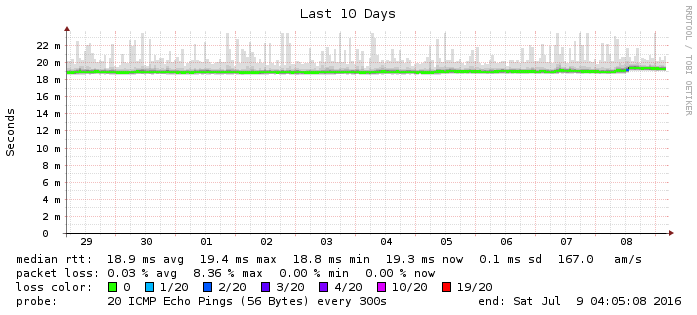 Last 10 Days
RRDTOOL / TOBI OETIKER
Seconds
22 m
20 m
18 m
16 m
14 m
12 m
10 m
8 m
6 m
4 m
2 m
0
29 30 01 02 03 04 05 06 07 08
median rtt: 18.9 ms avg 19.4 ms max 18.8 ms min 19.3 ms now 0.1 ms sd 167.0 am/s
packet loss: 0.03 % avg 8.36 % max 0.00 % min 0.00 % now
loss color: 0 1/20 2/20 3/20 4/20 10/20 19/20
probe: 20 ICMP Echo Pings (56 Bytes) every 300s end: Sat Jul 9 04:05:08 2016